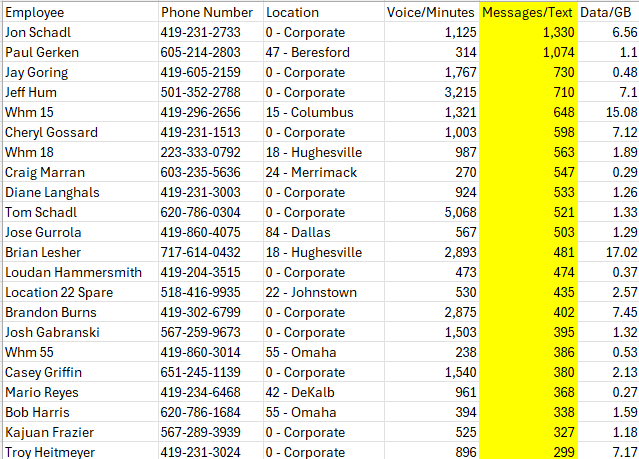 Employee Phone Number Location Voice/Minutes Messages/Text Data/GB
Jon Schadl 419-231-2733 0 - Corporate 1,125 1,330 6.56
Paul Gerken 605-214-2803 47 - Beresford 314 1,074 1.1
Jay Goring 419-605-2159 0 - Corporate 1,767 730 0.48
Jeff Hum 501-352-2788 0 - Corporate 3,215 710 7.1
Whm 15 419-296-2656 15 - Columbus 1,321 648 15.08
Cheryl Gossard 419-231-1513 0 - Corporate 1,003 598 7.12
Whm 18 223-333-0792 18 - Hughesville 987 563 1.89
Craig Marran 603-235-5636 24 - Merrimack 270 547 0.29
Diane Langhals 419-231-3003 0 - Corporate 924 533 1.26
Tom Schadl 620-786-0304 0 - Corporate 5,068 521 1.33
Jose Gurrola 419-860-4075 84 - Dallas 567 503 1.29
Brian Lesher 717-614-0432 18 - Hughesville 2,893 481 17.02
Loudan Hammersmith 419-204-3515 0 - Corporate 473 474 0.37
Location 22 Spare 518-416-9935 22 - Johnstown 530 435 2.57
Brandon Burns 419-302-6799 0 - Corporate 2,875 402 7.45
Josh Gabranski 567-259-9673 0 - Corporate 1,503 395 1.32
Whm 55 419-860-3014 55 - Omaha 238 386 0.53
Casey Griffin 651-245-1139 0 - Corporate 1,540 380 2.13
Mario Reyes 419-234-6468 42 - DeKalb 961 368 0.27
Bob Harris 620-786-1684 55 - Omaha 394 338 1.59
Kajuan Frazier 567-289-3939 0 - Corporate 525 327 1.18
Troy Heitmeyer 419-231-3024 0 - Corporate 896 299 7.17